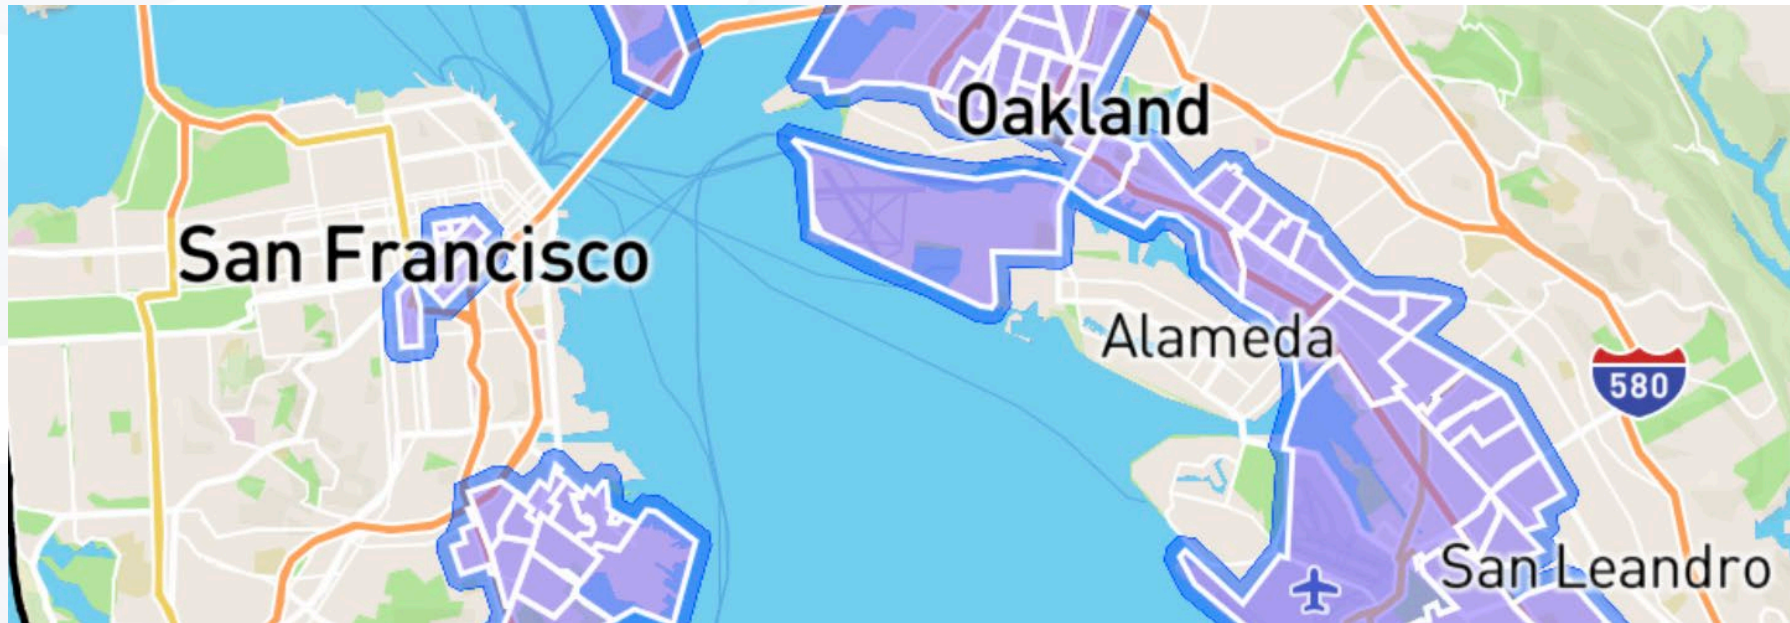 Oakland
San Francisco
Alameda
580
San Leandro